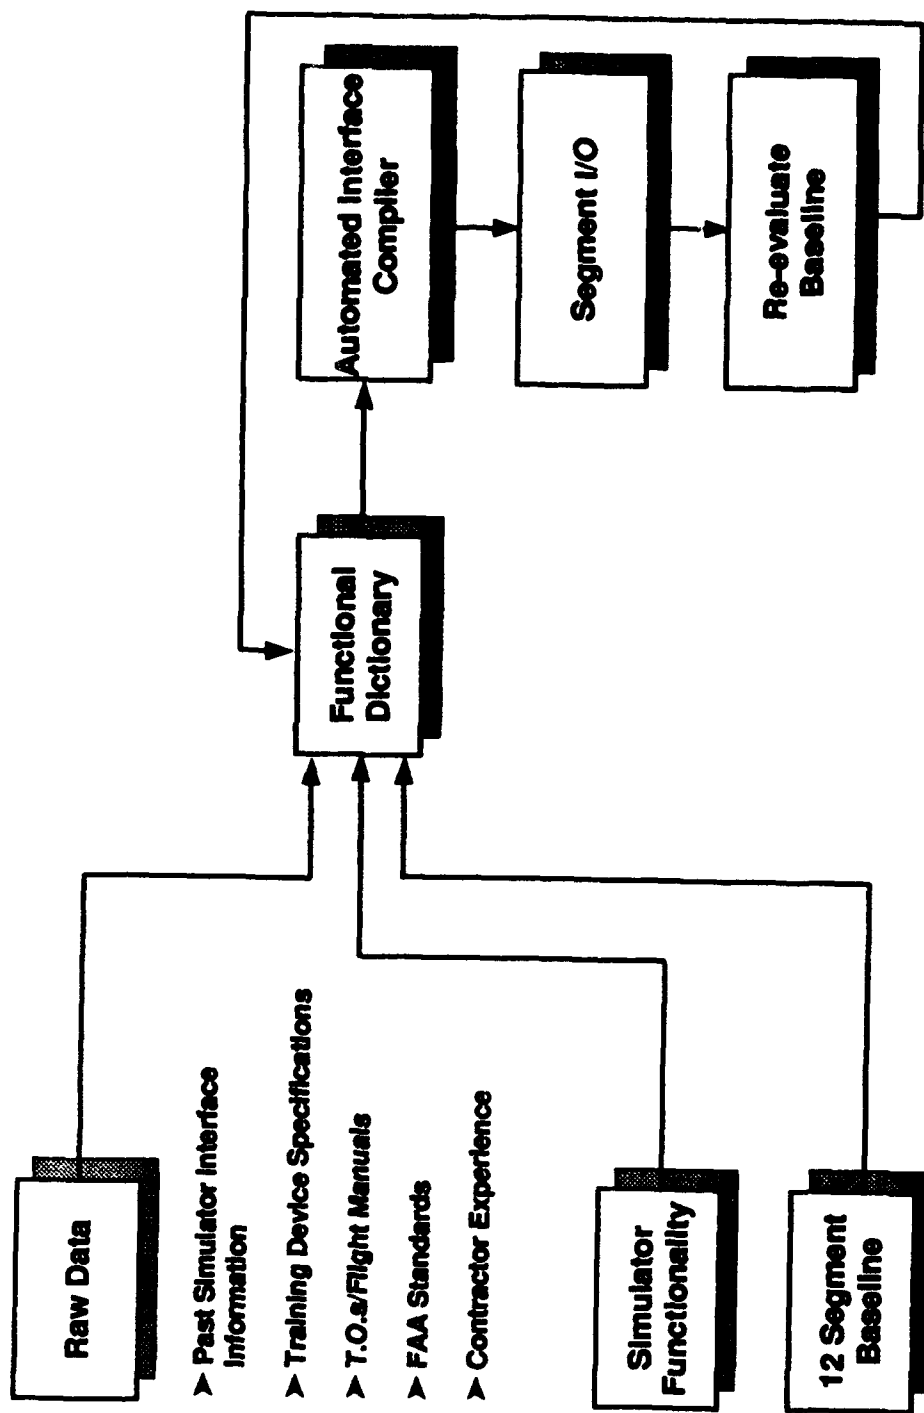 Raw Data
➤ Past Simulator Interface
Information
➤ Training Device Specifications
➤ T.O.s/Flight Manuals
➤ FAA Standards
➤ Contractor Experience
Simulator
Functionality
12 Segment
Baseline
Functional
Dictionary
Automated Interface
Compiler
Segment I/O
Re-evaluate
Baseline